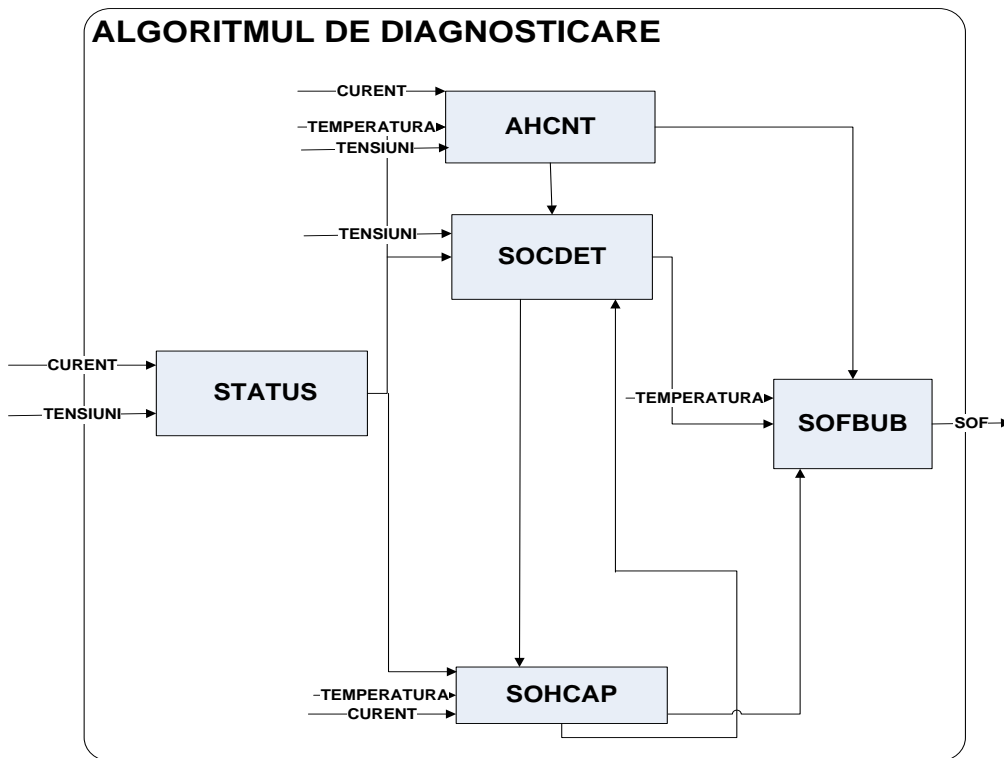 ALGORITMUL DE DIAGNOSTICARE
CURENT
TEMPERATURA
TENSIUNI
AHCNT
TENSIUNI
SOCDET
CURENT
TENSIUNI
STATUS
TEMPERATURA
SOFBUB
SOF
TEMPERATURA
CURENT
SOHCAP